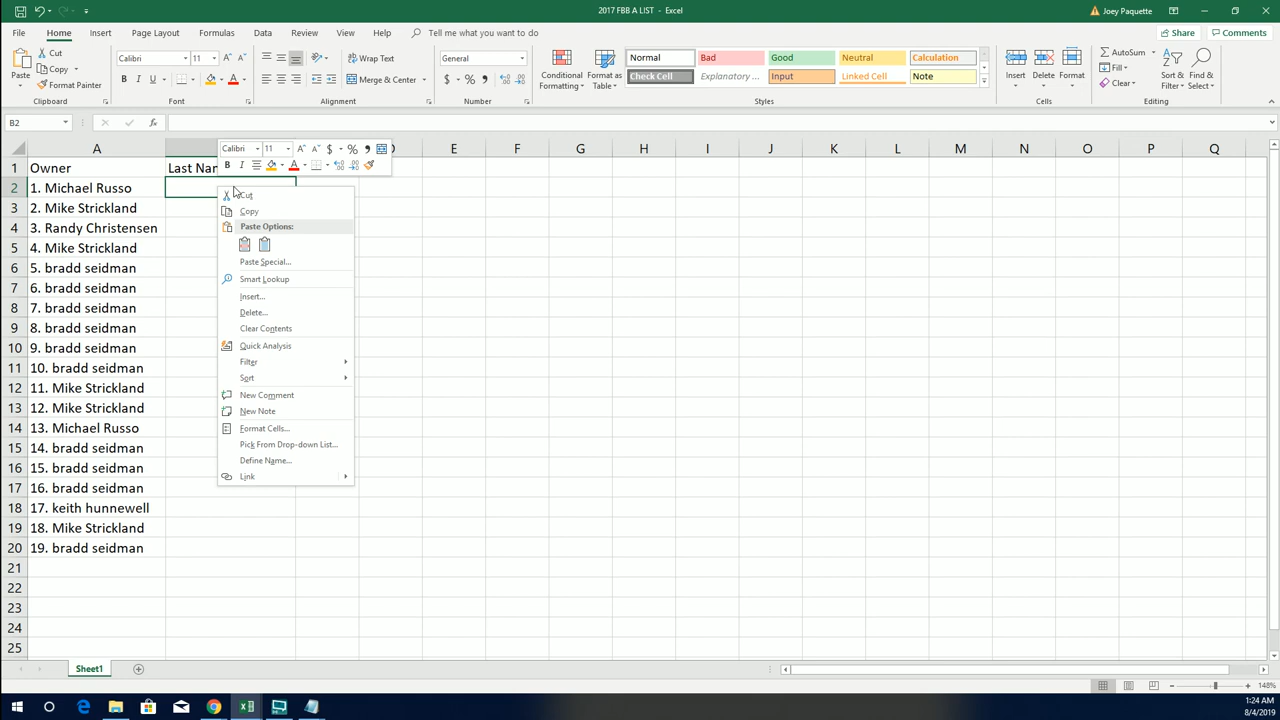 2017 FBB A LIST - Excel
Joey Paquette
File Home Insert Page Layout Formulas Data Review View Help Tell me what you want to do
Share Comments
Paste
Cut
Copy
Format Painter
Clipboard
Calibri 11
B I U
Font
Wrap Text
Merge & Center
Alignment
General
$ % ,
Number
Conditional Formatting
Format as Table
Normal Bad Good Neutral Calculation
Check Cell Explanatory ... Input Linked Cell Note
Styles
Insert Delete Format
Cells
AutoSum
Fill
Clear
Sort & Filter
Find & Select
Editing
B2
fx
Calibri 11 $ % ,
B I
A E F G H I J K L M N O P Q
1 Owner Last Nam
2 1. Michael Russo
3 2. Mike Strickland
4 3. Randy Christensen
5 4. Mike Strickland
6 5. bradd seidman
7 6. bradd seidman
8 7. bradd seidman
9 8. bradd seidman
10 9. bradd seidman
11 10. bradd seidman
12 11. Mike Strickland
13 12. Mike Strickland
14 13. Michael Russo
15 14. bradd seidman
16 15. bradd seidman
17 16. bradd seidman
18 17. keith hunnewell
19 18. Mike Strickland
20 19. bradd seidman
21
22
23
24
25
Cut
Copy
Paste Options:
Paste Special...
Smart Lookup
Insert...
Delete...
Clear Contents
Quick Analysis
Filter
Sort
New Comment
New Note
Format Cells...
Pick From Drop-down List...
Define Name...
Link
Sheet1
148%
1:24 AM
8/4/2019